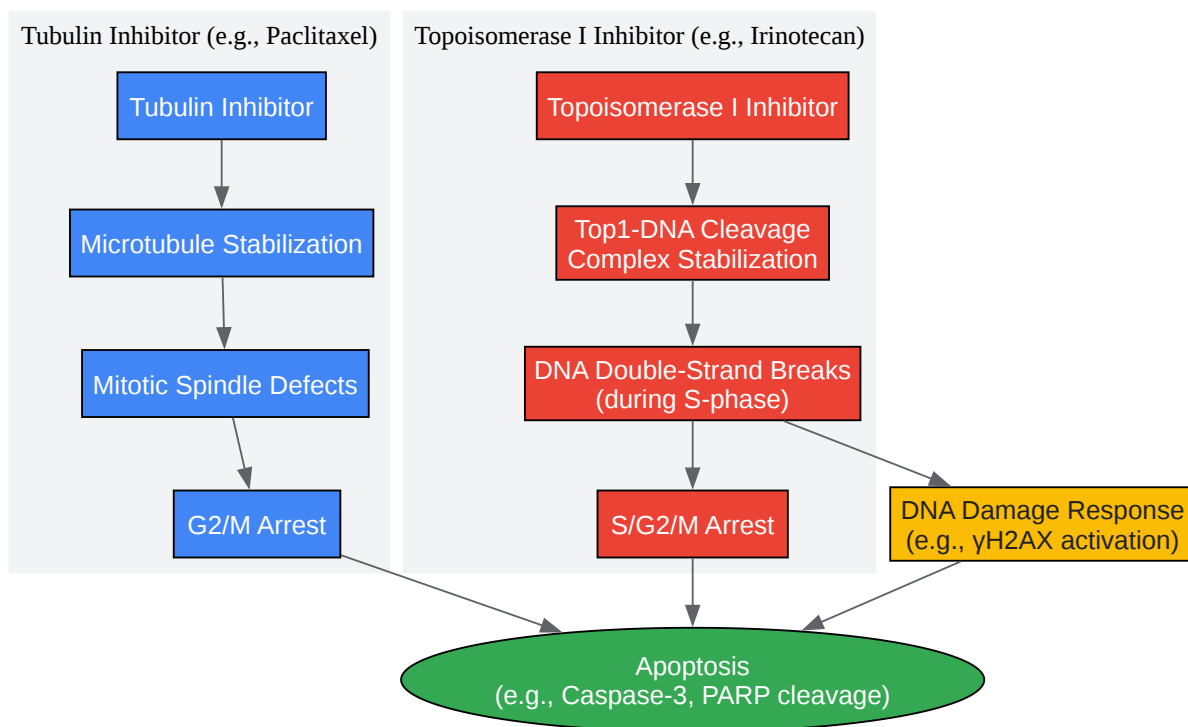 Tubulin Inhibitor (e.g., Paclitaxel)
Topoisomerase I Inhibitor (e.g., Irinotecan)
Tubulin Inhibitor
Topoisomerase I Inhibitor
Microtubule Stabilization
Top1-DNA Cleavage
Complex Stabilization
Mitotic Spindle Defects
DNA Double-Strand Breaks
(during S-phase)
G2/M Arrest
S/G2/M Arrest
DNA Damage Response
(e.g., γH2AX activation)
Apoptosis
(e.g., Caspase-3, PARP cleavage)